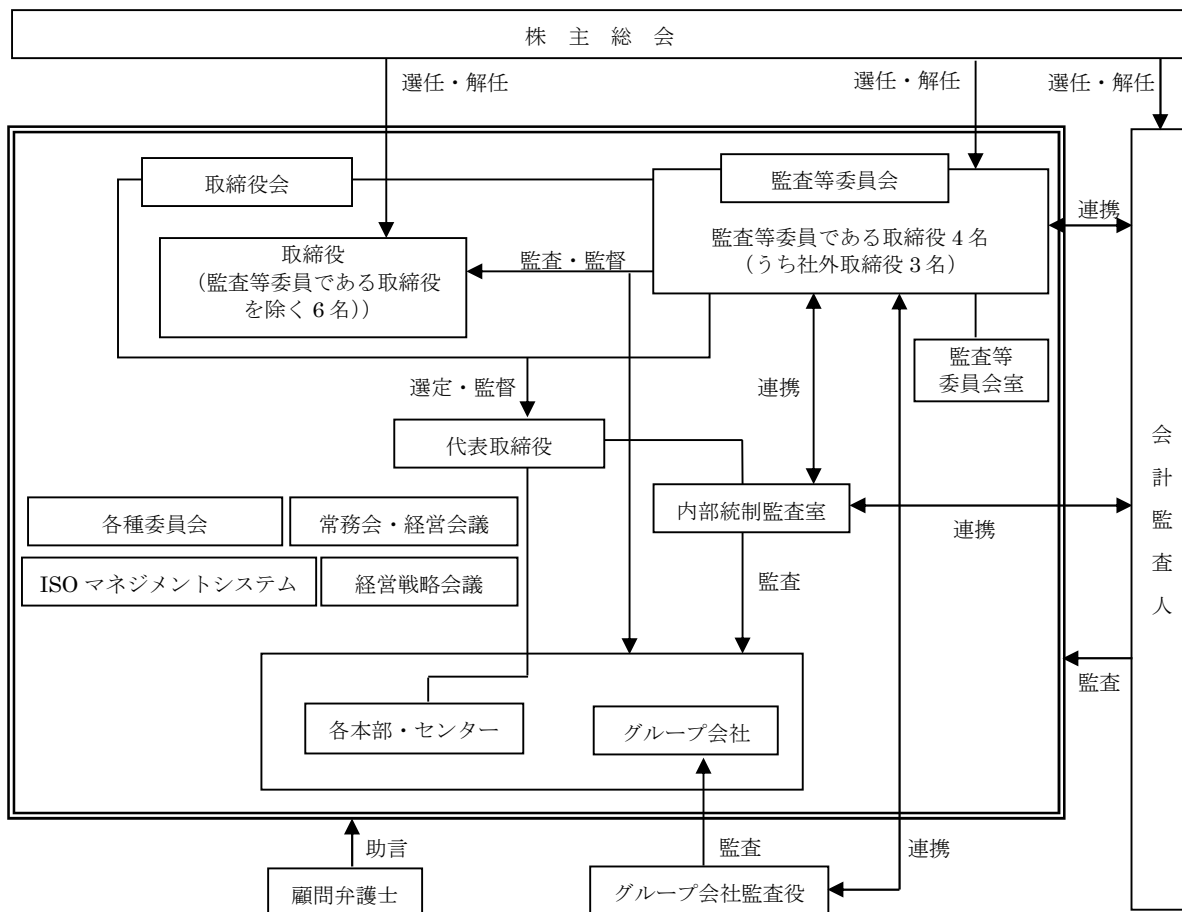 株主総会
選任・解任
選任・解任
選任・解任
取締役会
監査等委員会
連携
取締役
(監査等委員である取締役
を除く 6 名))
監査・監督
監査等委員である取締役 4 名
(うち社外取締役 3 名)
監査等
委員会室
選定・監督
連携
代表取締役
会計監査人
各種委員会
常務会・経営会議
内部統制監査室
連携
ISO マネジメントシステム
経営戦略会議
監査
監査
各本部・センター
グループ会社
助言
監査
連携
顧問弁護士
グループ会社監査役